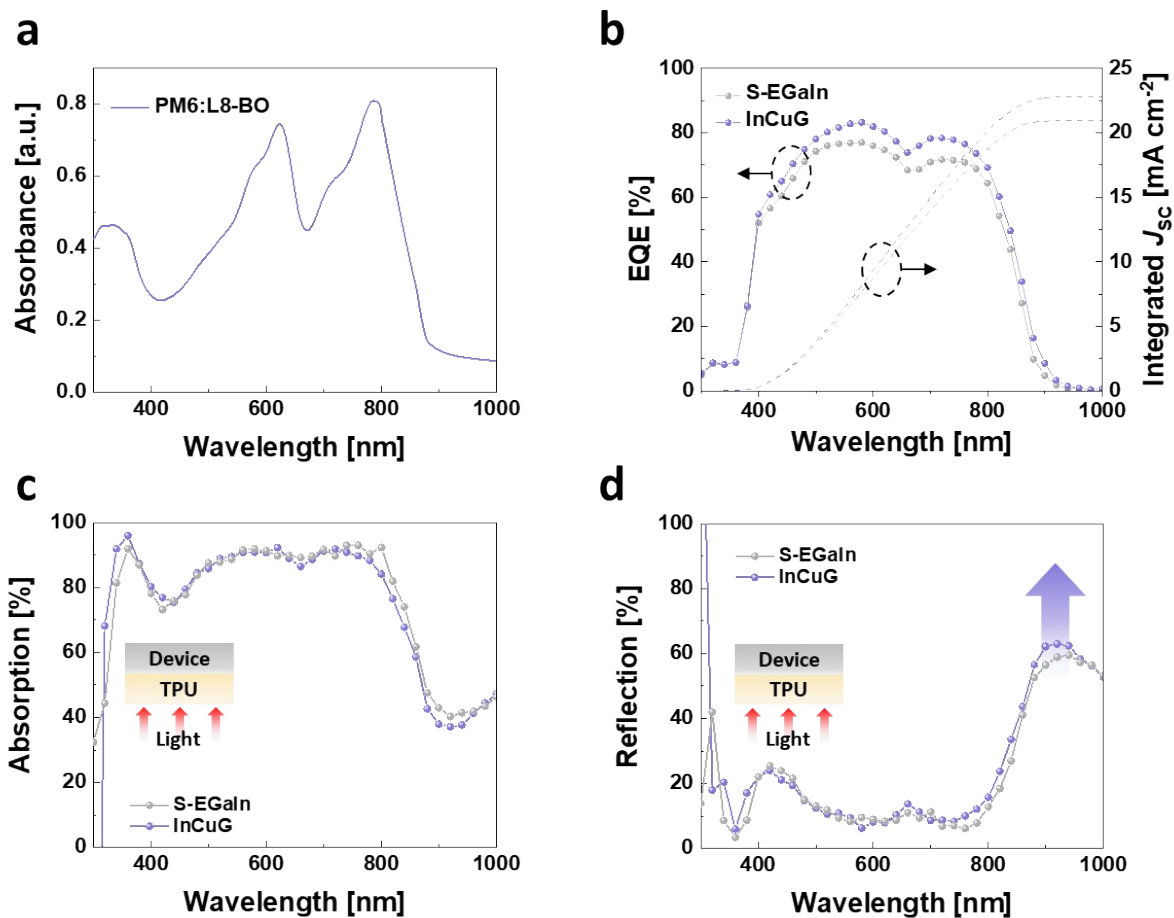 a
Absorbance [a.u.]
0.8
0.6
0.4
0.2
0.0
PM6:L8-BO
400
600
800
1000
Wavelength [nm]
b
EQE [%]
100
80
60
40
20
0
S-EGaIn
InCuG
25
20
15
10
5
0
Integrated JSC [mA cm-2]
400
600
800
1000
Wavelength [nm]
c
Absorption [%]
100
80
60
40
20
0
Device
TPU
Light
S-EGaIn
InCuG
400
600
800
1000
Wavelength [nm]
d
Reflection [%]
100
80
60
40
20
0
S-EGaIn
InCuG
Device
TPU
Light
400
600
800
1000
Wavelength [nm]